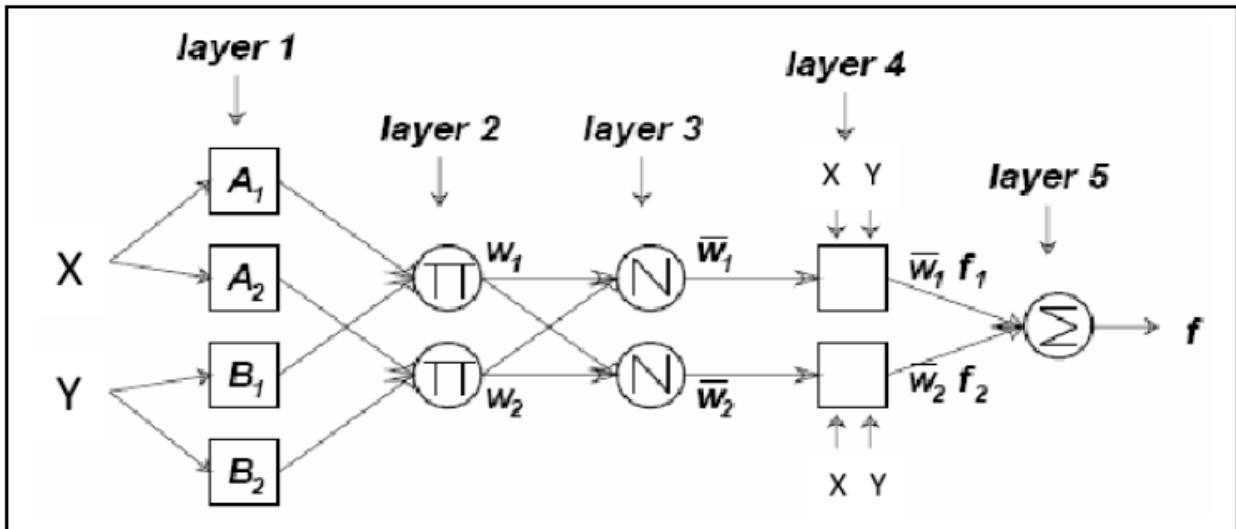 layer 1
layer 4
layer 2
layer 3
X Y
layer 5
A₁
A₂
X
∏
w₁
N
w̅₁
w̅₁ f₁
Σ
f
B₁
Y
∏
w₂
N
w̅₂
w̅₂ f₂
B₂
X Y